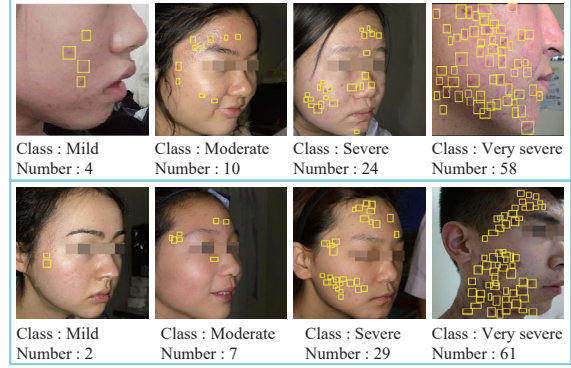 Class : Mild
Number : 4
Class : Moderate
Number : 10
Class : Severe
Number : 24
Class : Very severe
Number : 58
Class : Mild
Number : 2
Class : Moderate
Number : 7
Class : Severe
Number : 29
Class : Very severe
Number : 61